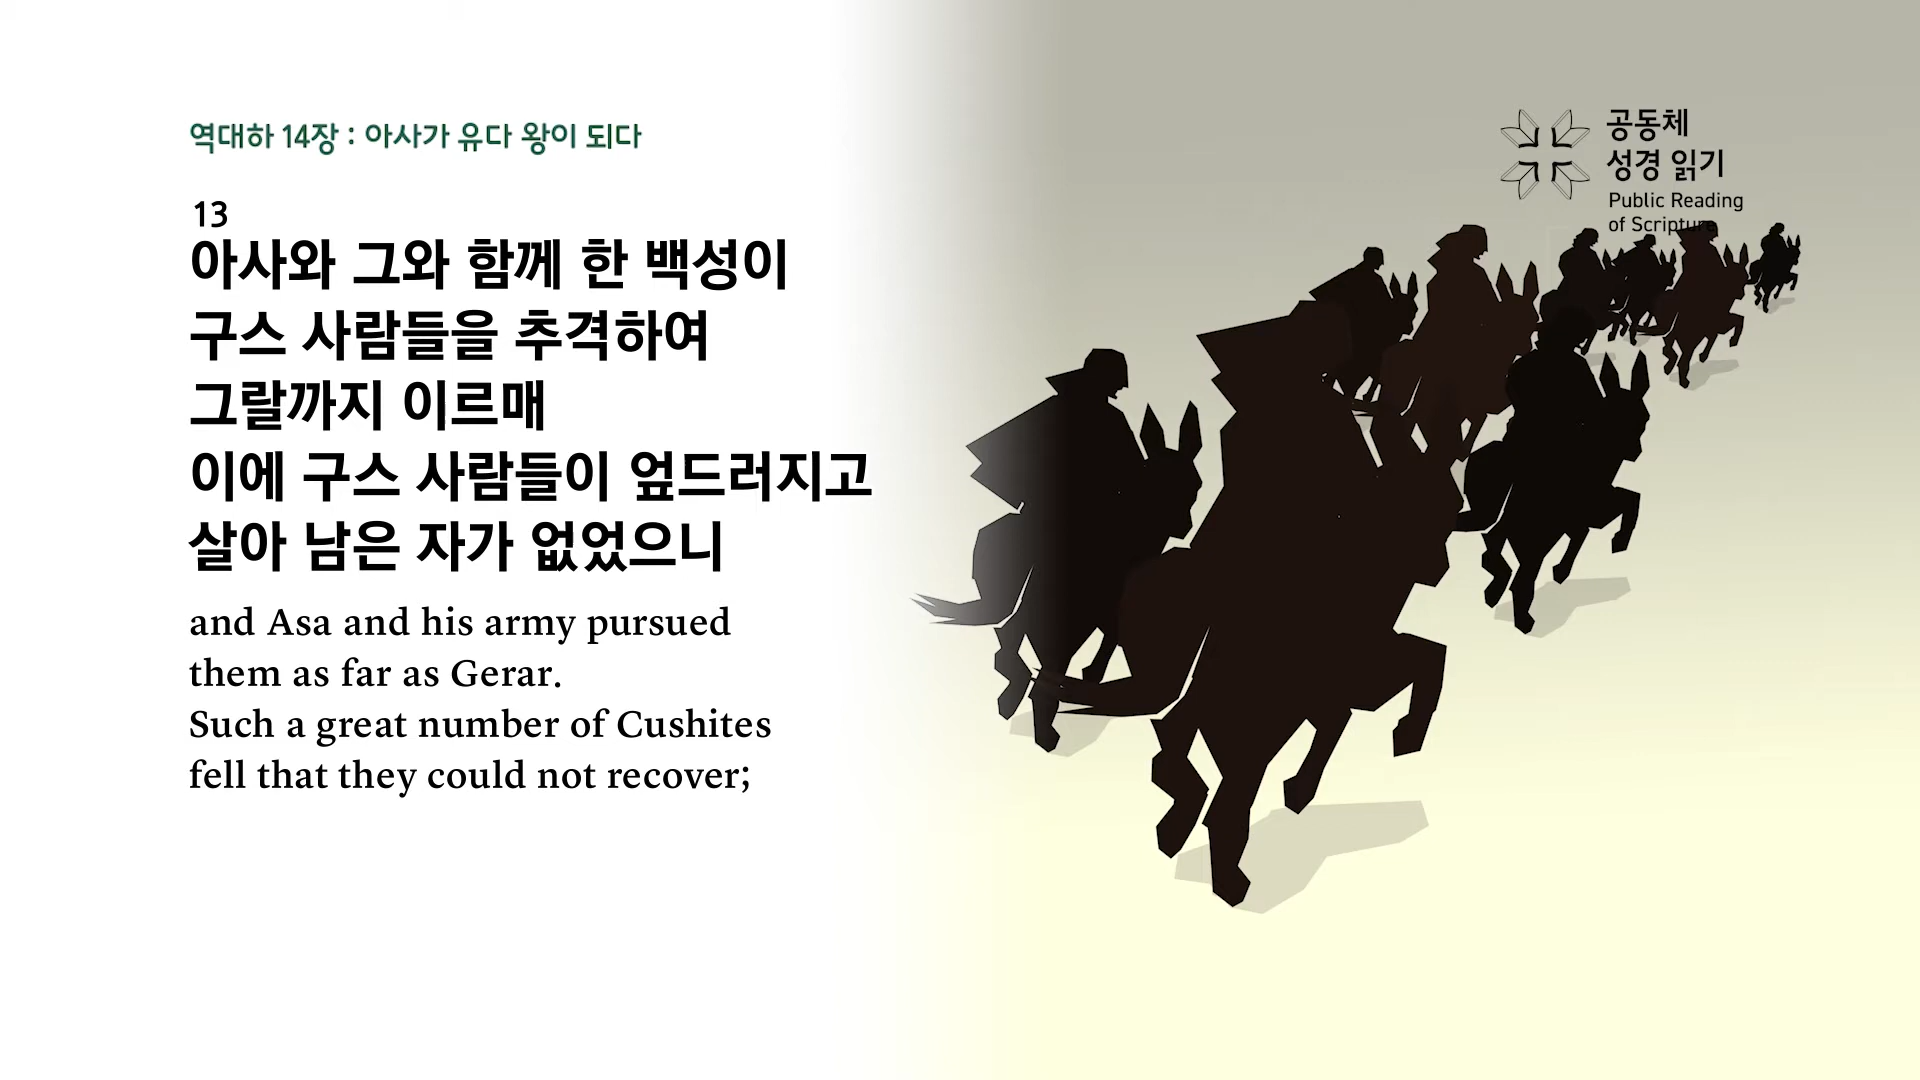 역대하 14장 : 아사가 유다 왕이 되다
13
아사와 그와 함께 한 백성이
구스 사람들을 추격하여
그랄까지 이르매
이에 구스 사람들이 엎드러지고
살아 남은 자가 없었으니
and Asa and his army pursued
them as far as Gerar.
Such a great number of Cushites
fell that they could not recover;
공동체
성경 읽기
Public Reading
of Scripture